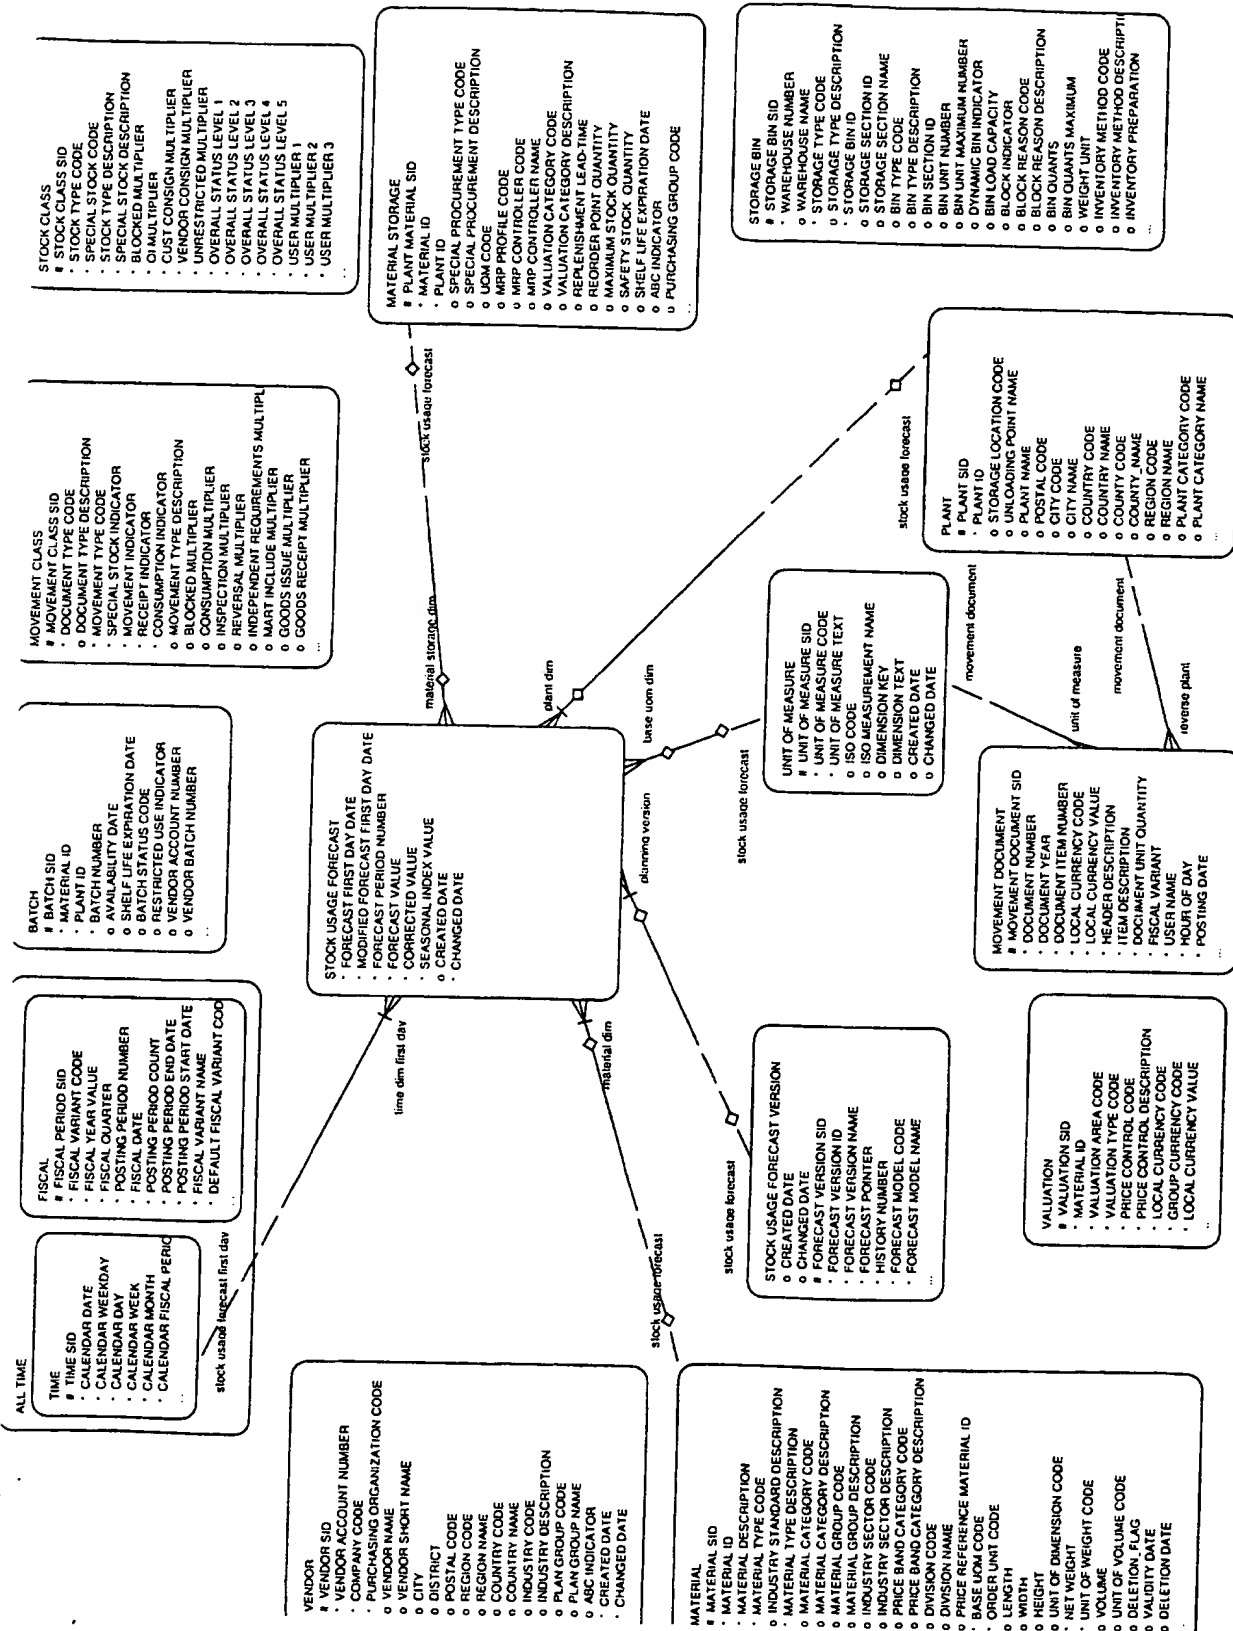 ALL TIME
TIME
# TIME SID
· CALENDAR DATE
· CALENDAR WEEKDAY
· CALENDAR DAY
· CALENDAR WEEK
· CALENDAR MONTH
· CALENDAR FISCAL PERIO
...
FISCAL
# FISCAL PERIOD SID
· FISCAL VARIANT CODE
· FISCAL YEAR VALUE
· FISCAL QUARTER
· POSTING PERIOD NUMBER
· FISCAL DATE
· POSTING PERIOD COUNT
· POSTING PERIOD END DATE
· POSTING PERIOD START DATE
· FISCAL VARIANT NAME
· DEFAULT FISCAL VARIANT COD
...
BATCH
# BATCH SID
· MATERIAL ID
· PLANT ID
· BATCH NUMBER
o AVAILABILITY DATE
o SHELF LIFE EXPIRATION DATE
o BATCH STATUS CODE
o RESTRICTED USE INDICATOR
o VENDOR ACCOUNT NUMBER
o VENDOR BATCH NUMBER
...
MOVEMENT CLASS
# MOVEMENT CLASS SID
· DOCUMENT TYPE CODE
o DOCUMENT TYPE DESCRIPTION
· MOVEMENT TYPE CODE
· SPECIAL STOCK INDICATOR
· MOVEMENT INDICATOR
· RECEIPT INDICATOR
· CONSUMPTION INDICATOR
o MOVEMENT TYPE DESCRIPTION
o BLOCKED MULTIPLIER
o CONSUMPTION MULTIPLIER
o INSPECTION MULTIPLIER
o REVERSAL MULTIPLIER
o INDEPENDENT REQUIREMENTS MULTIPL
o MART INCLUDE MULTIPLIER
o GOODS ISSUE MULTIPLIER
o GOODS RECEIPT MULTIPLIER
...
STOCK CLASS
# STOCK CLASS SID
· STOCK TYPE CODE
· SPECIAL STOCK CODE
· STOCK TYPE DESCRIPTION
· SPECIAL STOCK DESCRIPTION
· BLOCKED MULTIPLIER
· QI MULTIPLIER
· CUST CONSIGN MULTIPLIER
· VENDOR CONSIGN MULTIPLIER
· UNRESTRICTED MULTIPLIER
· OVERALL STATUS LEVEL 1
· OVERALL STATUS LEVEL 2
· OVERALL STATUS LEVEL 3
· OVERALL STATUS LEVEL 4
· OVERALL STATUS LEVEL 5
· USER MULTIPLIER 1
· USER MULTIPLIER 2
· USER MULTIPLIER 3
...
stock usage forecast first day
time dim first day
VENDOR
# VENDOR SID
· VENDOR ACCOUNT NUMBER
· COMPANY CODE
· PURCHASING ORGANIZATION CODE
o VENDOR NAME
o VENDOR SHORT NAME
o CITY
o DISTRICT
o POSTAL CODE
o REGION CODE
o REGION NAME
o COUNTRY CODE
o COUNTRY NAME
o INDUSTRY CODE
o INDUSTRY DESCRIPTION
o PLAN GROUP CODE
o PLAN GROUP NAME
o ABC INDICATOR
· CREATED DATE
· CHANGED DATE
STOCK USAGE FORECAST
· FORECAST FIRST DAY DATE
· MODIFIED FORECAST FIRST DAY DATE
· FORECAST PERIOD NUMBER
· FORECAST VALUE
· CORRECTED VALUE
· SEASONAL INDEX VALUE
o CREATED DATE
· CHANGED DATE
material storage dim
stock usage forecast
MATERIAL STORAGE
# PLANT MATERIAL SID
· MATERIAL ID
· PLANT ID
o SPECIAL PROCUREMENT TYPE CODE
o SPECIAL PROCUREMENT DESCRIPTION
o UOM CODE
o MRP PROFILE CODE
o MRP CONTROLLER CODE
o MRP CONTROLLER NAME
o VALUATION CATEGORY CODE
o VALUATION CATEGORY DESCRIPTION
o REPLENISHMENT LEAD-TIME
o REORDER POINT QUANTITY
o MAXIMUM STOCK QUANTITY
o SAFETY STOCK QUANTITY
o SHELF LIFE EXPIRATION DATE
o ABC INDICATOR
o PURCHASING GROUP CODE
...
material dim
stock usage forecast
planning version
stock usage forecast
base uom dim
stock usage forecast
plant dim
stock usage forecast
MATERIAL
# MATERIAL SID
· MATERIAL ID
· MATERIAL DESCRIPTION
· MATERIAL TYPE CODE
o INDUSTRY STANDARD DESCRIPTION
· MATERIAL TYPE DESCRIPTION
o MATERIAL CATEGORY CODE
o MATERIAL CATEGORY DESCRIPTION
o MATERIAL GROUP CODE
o MATERIAL GROUP DESCRIPTION
o INDUSTRY SECTOR CODE
o INDUSTRY SECTOR DESCRIPTION
o PRICE BAND CATEGORY CODE
o PRICE BAND CATEGORY DESCRIPTION
o DIVISION CODE
o DIVISION NAME
o PRICE REFERENCE MATERIAL ID
· BASE UOM CODE
· ORDER UNIT CODE
o LENGTH
o WIDTH
o HEIGHT
o UNIT OF DIMENSION CODE
· NET WEIGHT
· UNIT OF WEIGHT CODE
o VOLUME
o UNIT OF VOLUME CODE
o DELETION_FLAG
o VALIDITY DATE
o DELETION DATE
STOCK USAGE FORECAST VERSION
o CREATED DATE
o CHANGED DATE
# FORECAST VERSION SID
· FORECAST VERSION ID
· FORECAST VERSION NAME
· FORECAST POINTER
· HISTORY NUMBER
· FORECAST MODEL CODE
· FORECAST MODEL NAME
...
UNIT OF MEASURE
# UNIT OF MEASURE SID
· UNIT OF MEASURE CODE
· UNIT OF MEASURE TEXT
o ISO CODE
o ISO MEASUREMENT NAME
o DIMENSION KEY
o DIMENSION TEXT
o CREATED DATE
o CHANGED DATE
STORAGE BIN
# STORAGE BIN SID
· WAREHOUSE NUMBER
o WAREHOUSE NAME
· STORAGE TYPE CODE
o STORAGE TYPE DESCRIPTION
· STORAGE BIN ID
o STORAGE SECTION ID
o STORAGE SECTION NAME
o BIN TYPE CODE
o BIN TYPE DESCRIPTION
o BIN SECTION ID
o BIN UNIT NUMBER
o BIN UNIT MAXIMUM NUMBER
o DYNAMIC BIN INDICATOR
o BIN LOAD CAPACITY
o BLOCK INDICATOR
o BLOCK REASON CODE
o BLOCK REASON DESCRIPTION
o BIN QUANTS
o BIN QUANTS MAXIMUM
o WEIGHT UNIT
o INVENTORY METHOD CODE
o INVENTORY METHOD DESCRIPTI
o INVENTORY PREPARATION
...
PLANT
# PLANT SID
· PLANT ID
o STORAGE LOCATION CODE
o UNLOADING POINT NAME
o PLANT NAME
o POSTAL CODE
o CITY CODE
o CITY NAME
o COUNTRY CODE
o COUNTRY NAME
o COUNTY CODE
o COUNTY_NAME
o REGION CODE
o REGION NAME
o PLANT CATEGORY CODE
o PLANT CATEGORY NAME
...
movement document
unit of measure
movement document
reverse plant
VALUATION
# VALUATION SID
· MATERIAL ID
· VALUATION AREA CODE
· VALUATION TYPE CODE
· PRICE CONTROL CODE
· PRICE CONTROL DESCRIPTION
· LOCAL CURRENCY CODE
· GROUP CURRENCY CODE
· LOCAL CURRENCY VALUE
...
MOVEMENT DOCUMENT
# MOVEMENT DOCUMENT SID
· DOCUMENT NUMBER
· DOCUMENT YEAR
· DOCUMENT ITEM NUMBER
· LOCAL CURRENCY CODE
· LOCAL CURRENCY VALUE
· HEADER DESCRIPTION
· ITEM DESCRIPTION
· DOCUMENT UNIT QUANTITY
· FISCAL VARIANT
· USER NAME
· HOUR OF DAY
· POSTING DATE
...